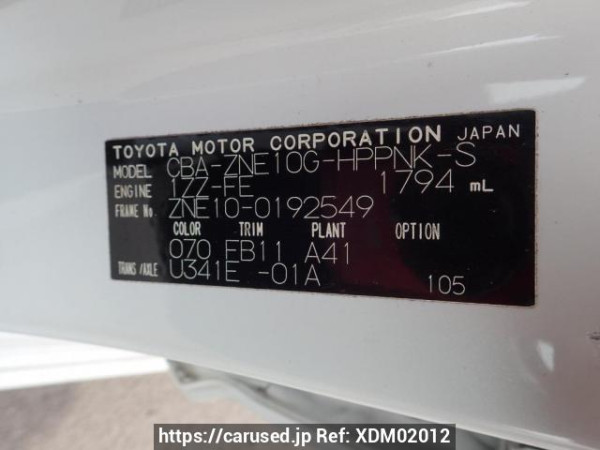 TOYOTA MOTOR CORPORATION JAPAN
MODEL CBA-ZNE10G-HPPNK-S
ENGINE 1ZZ-FE 1794 mL
FRAME No. ZNE10-0192549
COLOR TRIM PLANT OPTION
070 EB11 A41
TRANS/AXLE U341E -01A 105
https://carused.jp Ref: XDM02012